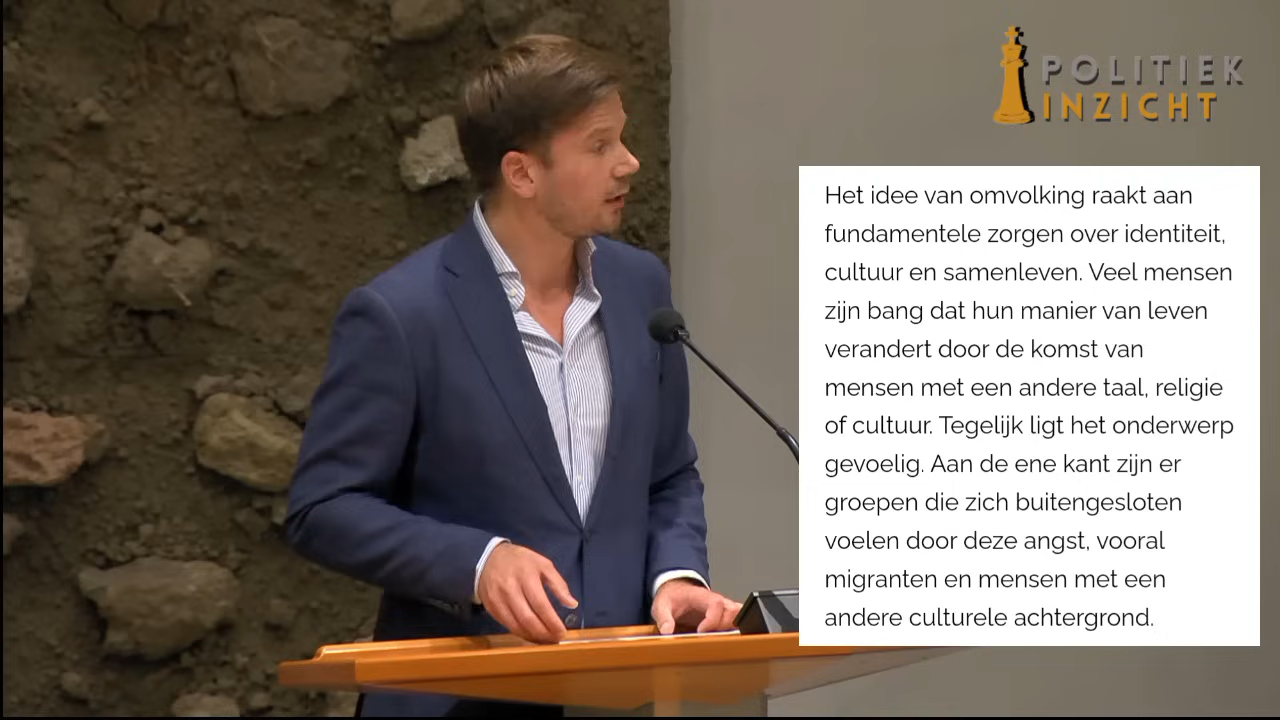 POLITIEK
INZICHT
Het idee van omvolking raakt aan
fundamentele zorgen over identiteit,
cultuur en samenleven. Veel mensen
zijn bang dat hun manier van leven
verandert door de komst van
mensen met een andere taal, religie
of cultuur. Tegelijk ligt het onderwerp
gevoelig. Aan de ene kant zijn er
groepen die zich buitengesloten
voelen door deze angst, vooral
migranten en mensen met een
andere culturele achtergrond.